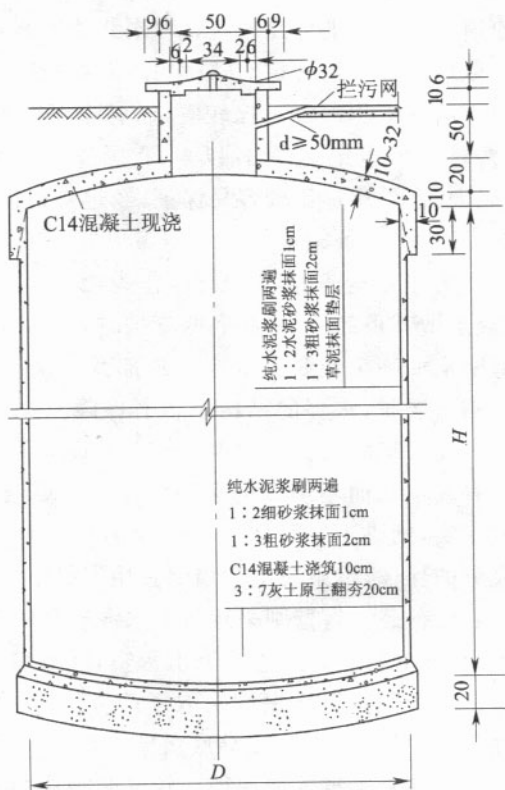 9 6 50 6 9
6 2 34 26
φ32
拦污网
d≥50mm
10~32
C14混凝土现浇
10 6
50
20
10
10
30
纯水泥浆刷两遍
1:2水泥砂浆抹面1cm
1:3粗砂浆抹面2cm
草泥抹面垫层
H
纯水泥浆刷两遍
1:2细砂浆抹面1cm
1:3粗砂浆抹面2cm
C14混凝土浇筑10cm
3:7灰土原土翻夯20cm
20
D